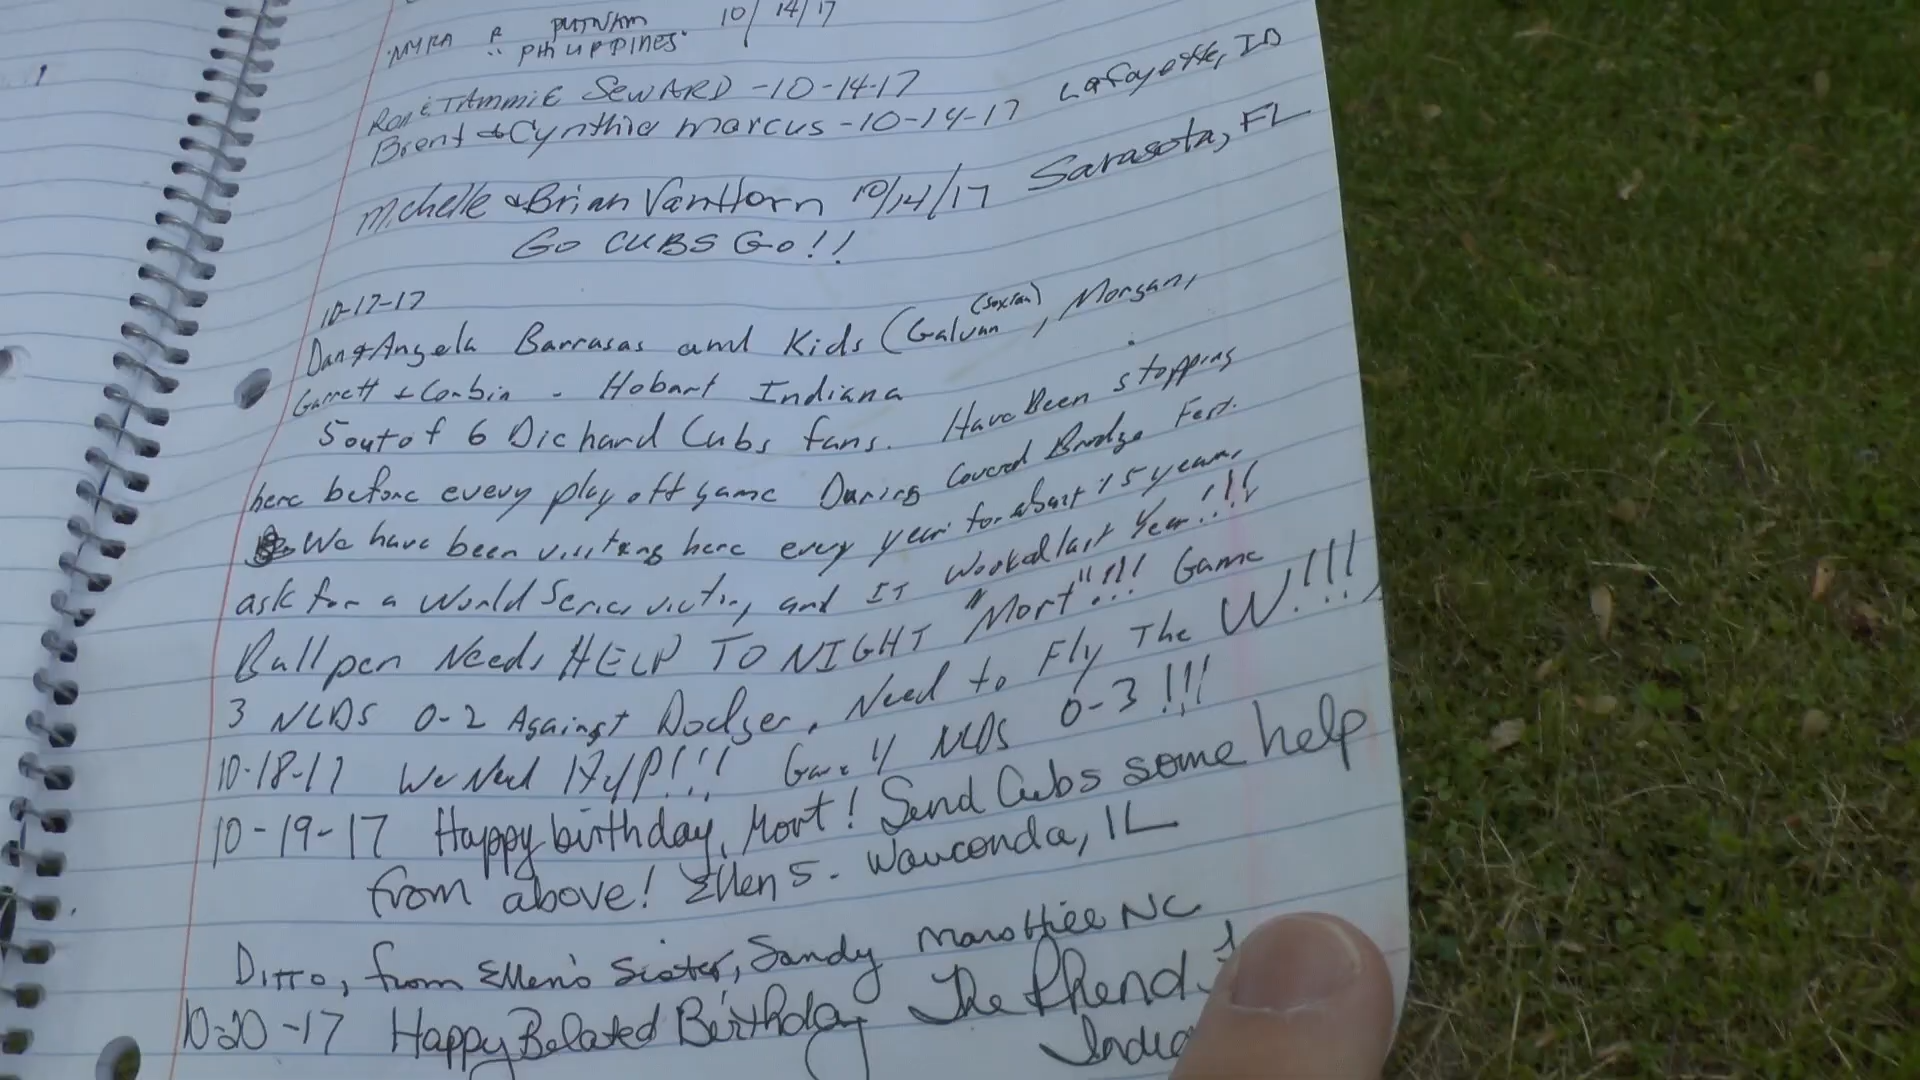 MYRA R PUTNAM 10/14/17
PHILIPPINES
Ron & TAMMIE SEWARD -10-14-17
Brent & Cynthia Marcus -10-14-17 Lafayette, IN
Michelle & Brian VanHorn 10/14/17 Sarasota, FL
GO CUBS GO!!
10-17-17
Dan & Angela Barrasas and Kids (Galvan (soxfan), Morgan,
Garrett & Corbin - Hobart Indiana
5 out of 6 Diehard Cubs fans. Have Been stopping
here before every play off game During Covered Bridge Fest.
We have been visiting here every year for about 15 years,
ask for a World Series victory and IT worked last Year!!!!
Ballpen Needs HELP TONIGHT "Mort"!!! Game
3 NLDS 0-2 Against Dodger, Need to Fly The W!!!!
10-18-17 We Need !!! Game 4 NLDS 0-3!!!
10-19-17 Happy birthday, Mort! Send Cubs some help
from above! Ellen S. Wauconda, IL
Ditto, from Ellen's Sister, Sandy Mars Hill NC
10-20-17 Happy Belated Birthday The